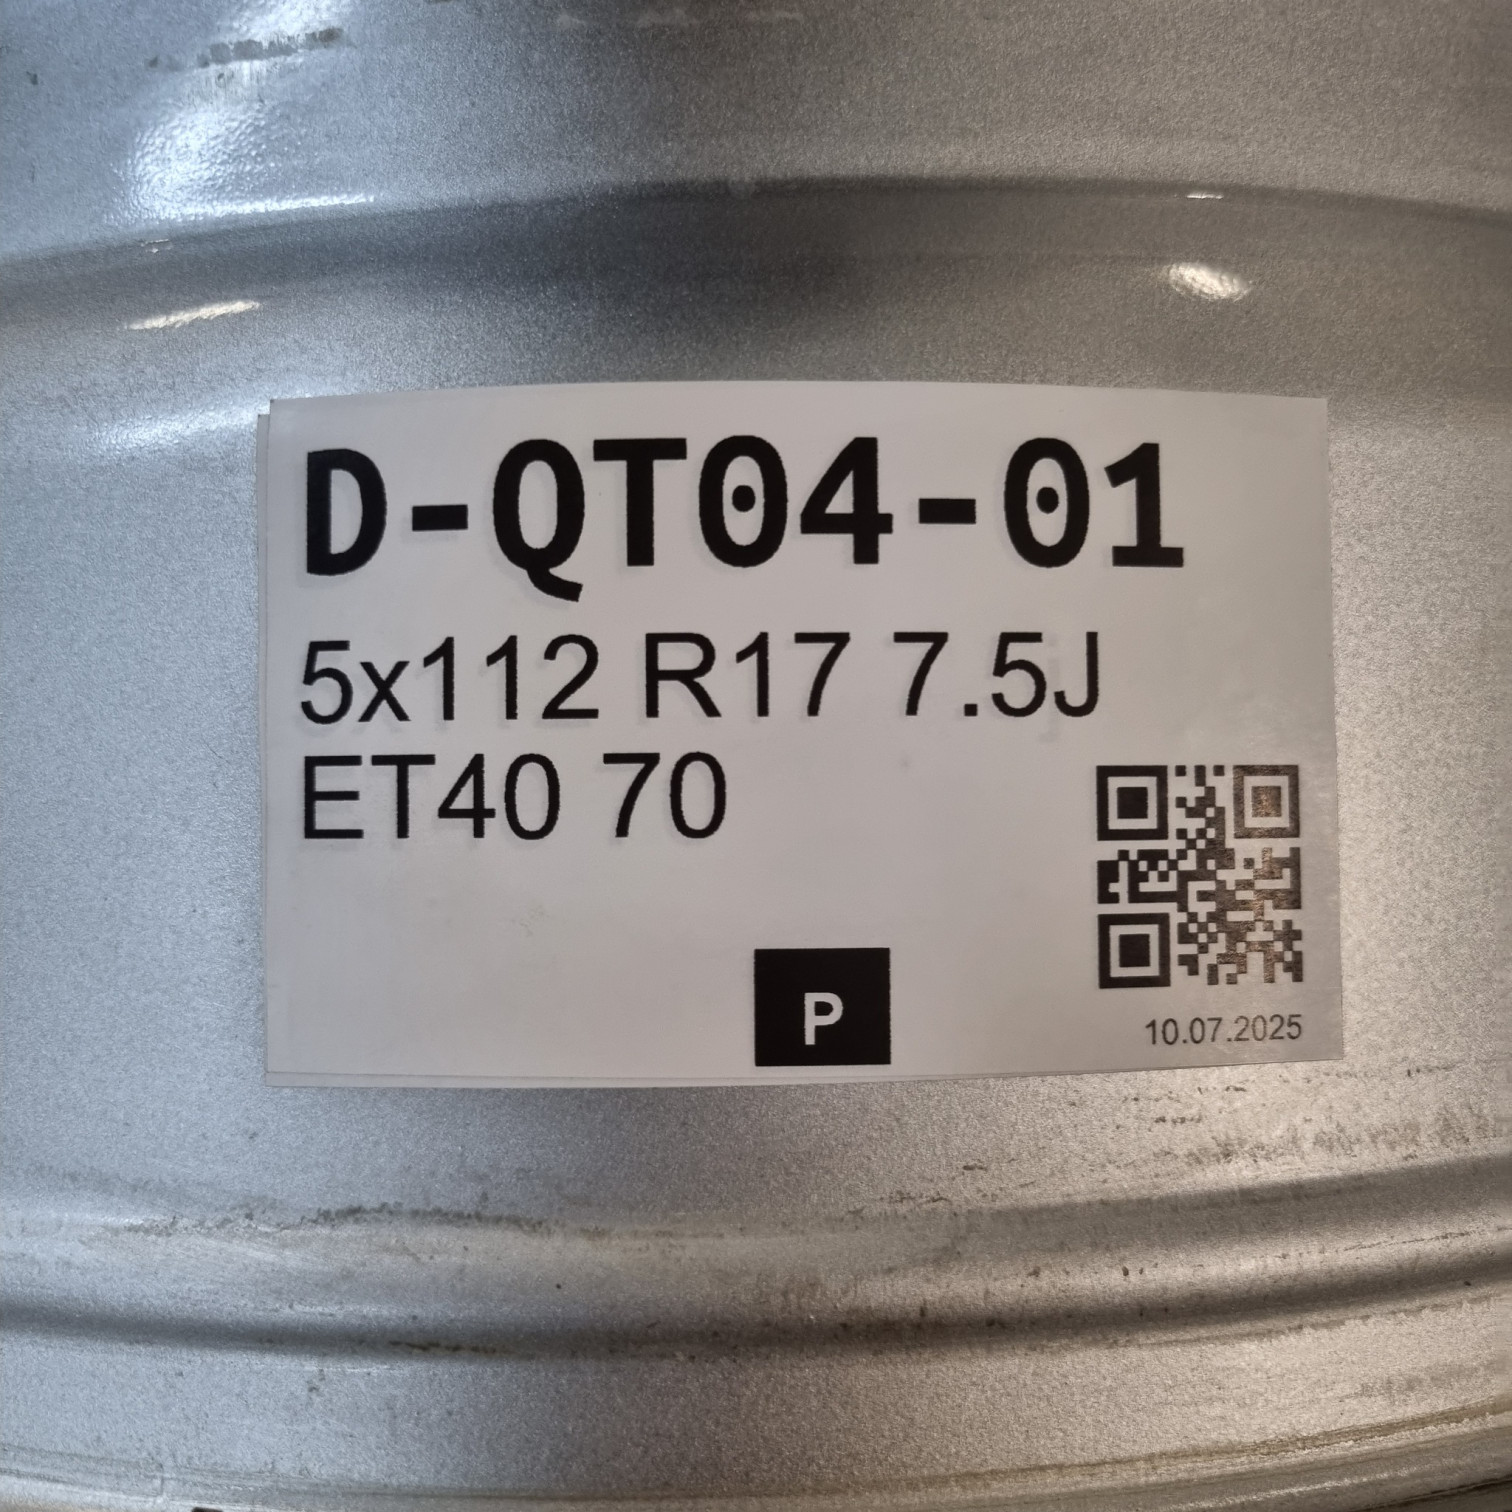 D-QT04-01
5x112 R17 7.5J
ET40 70
P
10.07.2025